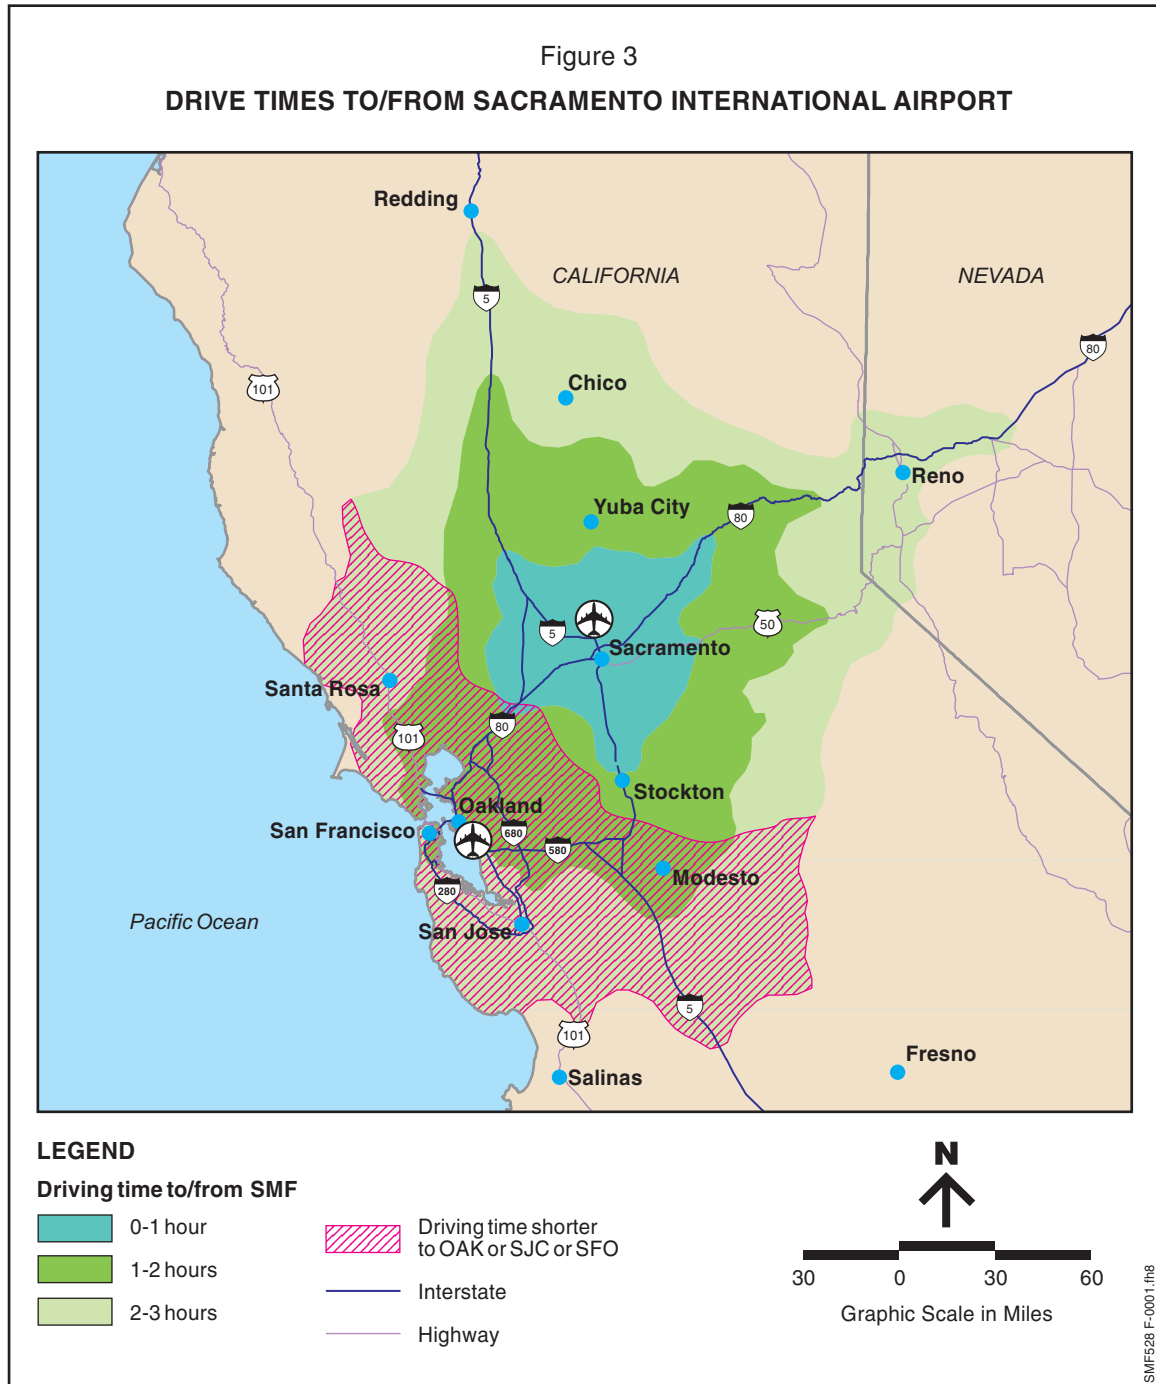 Figure 3
DRIVE TIMES TO/FROM SACRAMENTO INTERNATIONAL AIRPORT
Redding
CALIFORNIA
NEVADA
5
80
101
Chico
Reno
Yuba City
80
5
50
Sacramento
Santa Rosa
80
101
Stockton
Oakland
San Francisco
680
580
Modesto
280
Pacific Ocean
San Jose
5
101
Fresno
Salinas
LEGEND
Driving time to/from SMF
0-1 hour
1-2 hours
2-3 hours
Driving time shorter
to OAK or SJC or SFO
Interstate
Highway
N
30 0 30 60
Graphic Scale in Miles
SMF528 F-0001.fh8